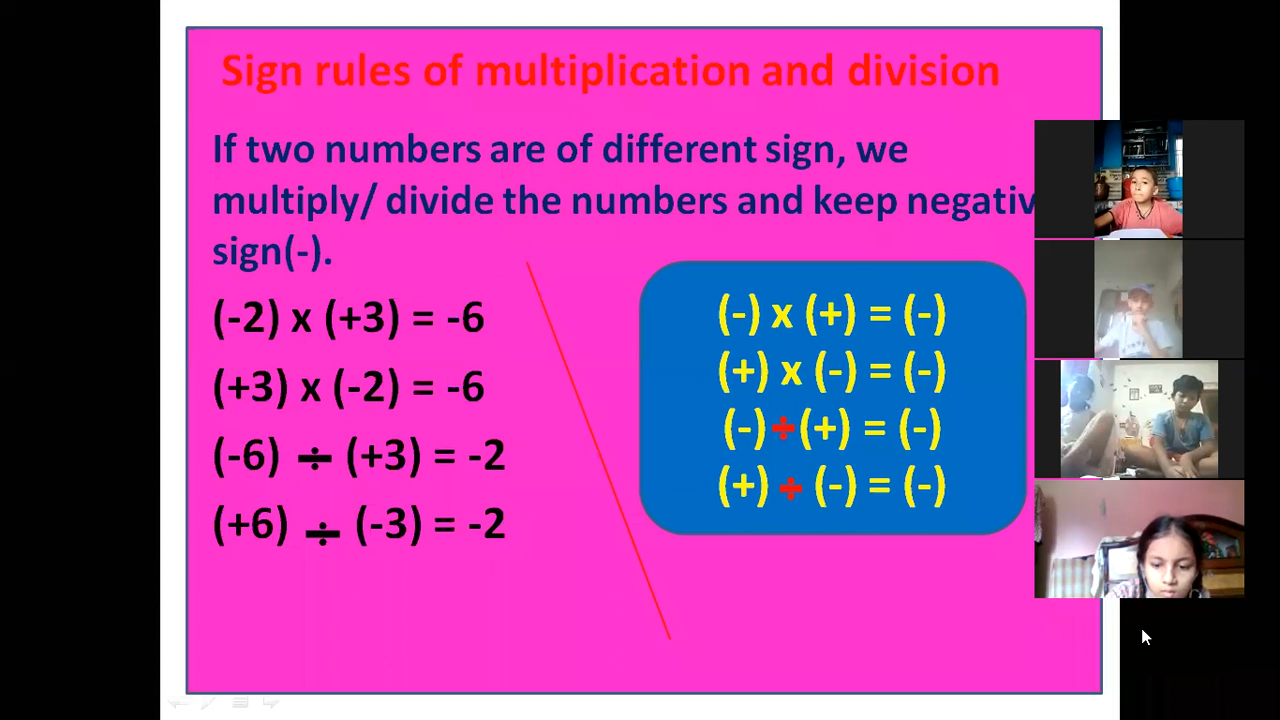 Sign rules of multiplication and division
If two numbers are of different sign, we
multiply/ divide the numbers and keep negativ
sign(-).
(-2) x (+3) = -6
(+3) x (-2) = -6
(-6) ÷ (+3) = -2
(+6) ÷ (-3) = -2
(-) x (+) = (-)
(+) x (-) = (-)
(-) ÷ (+) = (-)
(+) ÷ (-) = (-)